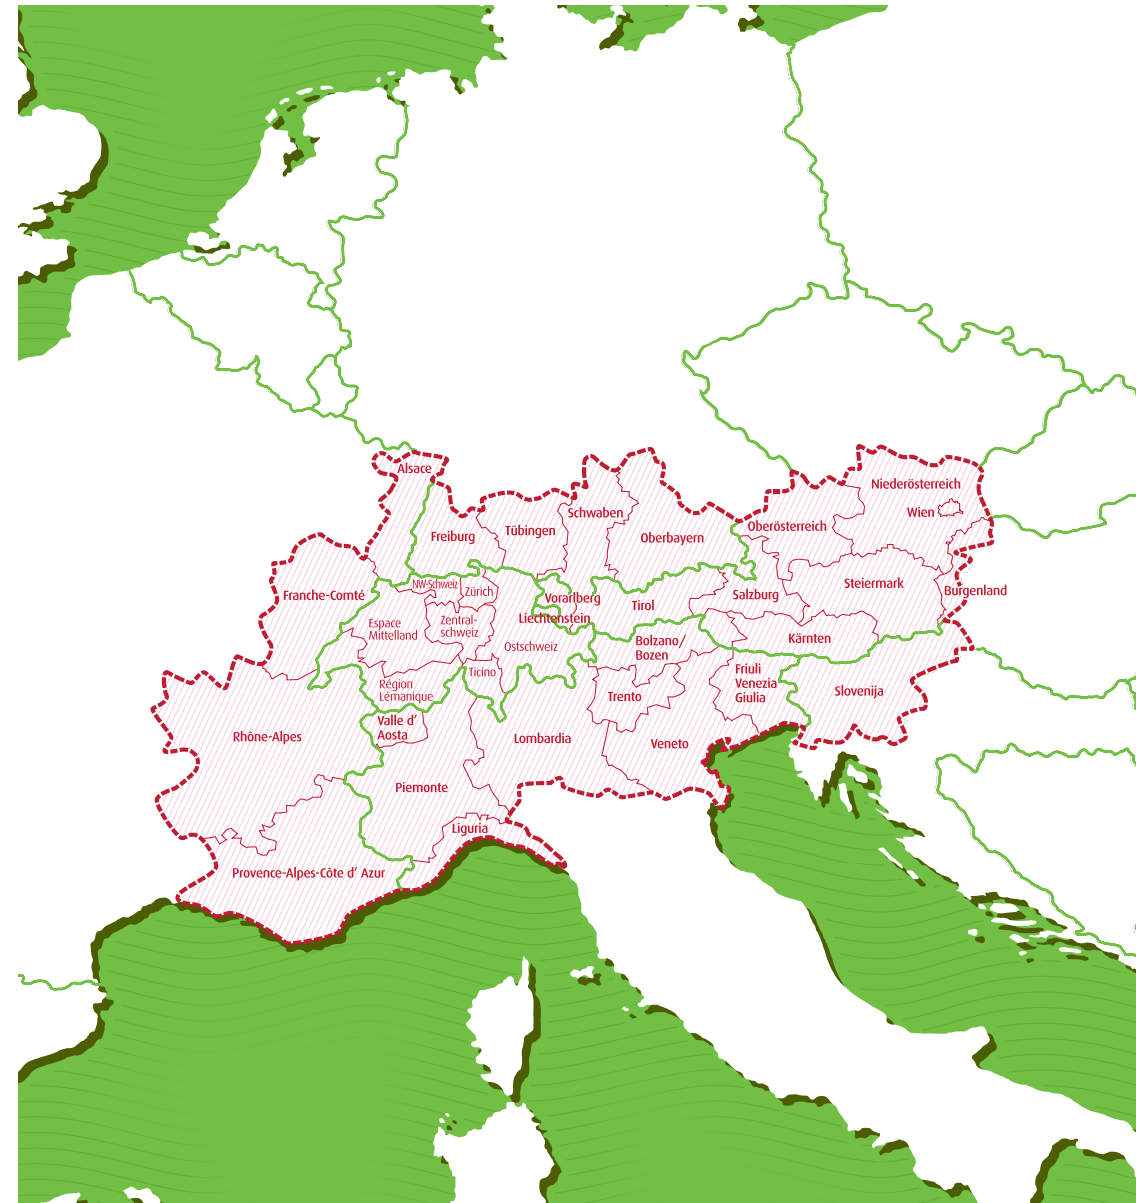 Alsace
Niederösterreich
Wien
Schwaben
Tübingen
Oberösterreich
Freiburg
Oberbayern
NW-Schweiz
Zürich
Steiermark
Burgenland
Franche-Comté
Salzburg
Vorarlberg
Tirol
Liechtenstein
Espace
Mittelland
Zentral-
schweiz
Kärnten
Ostschweiz
Bolzano/
Bozen
Ticino
Friuli
Venezia
Giulia
Région
Lémanique
Trento
Slovenija
Valle d'
Aosta
Rhône-Alpes
Lombardia
Veneto
Piemonte
Liguria
Provence-Alpes-Côte d' Azur